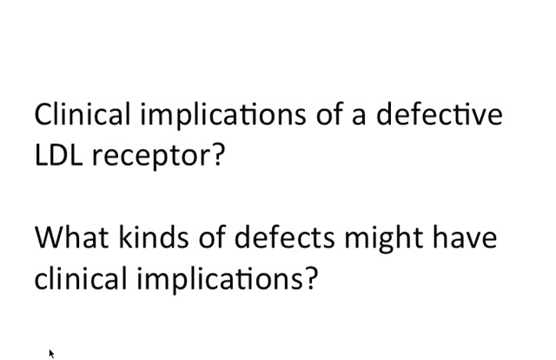 Clinical implications of a defective
LDL receptor?
What kinds of defects might have
clinical implications?